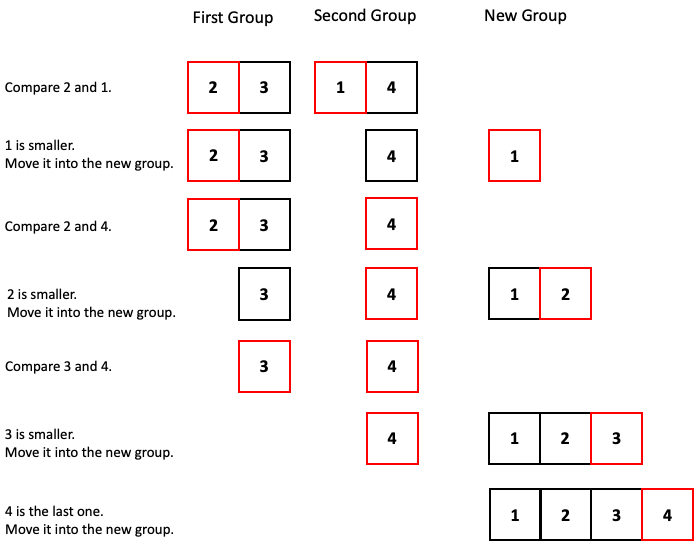 First Group Second Group New Group
Compare 2 and 1. 2 3 1 4
1 is smaller.
Move it into the new group. 2 3 4 1
Compare 2 and 4. 2 3 4
2 is smaller.
Move it into the new group. 3 4 1 2
Compare 3 and 4. 3 4
3 is smaller.
Move it into the new group. 4 1 2 3
4 is the last one.
Move it into the new group. 1 2 3 4